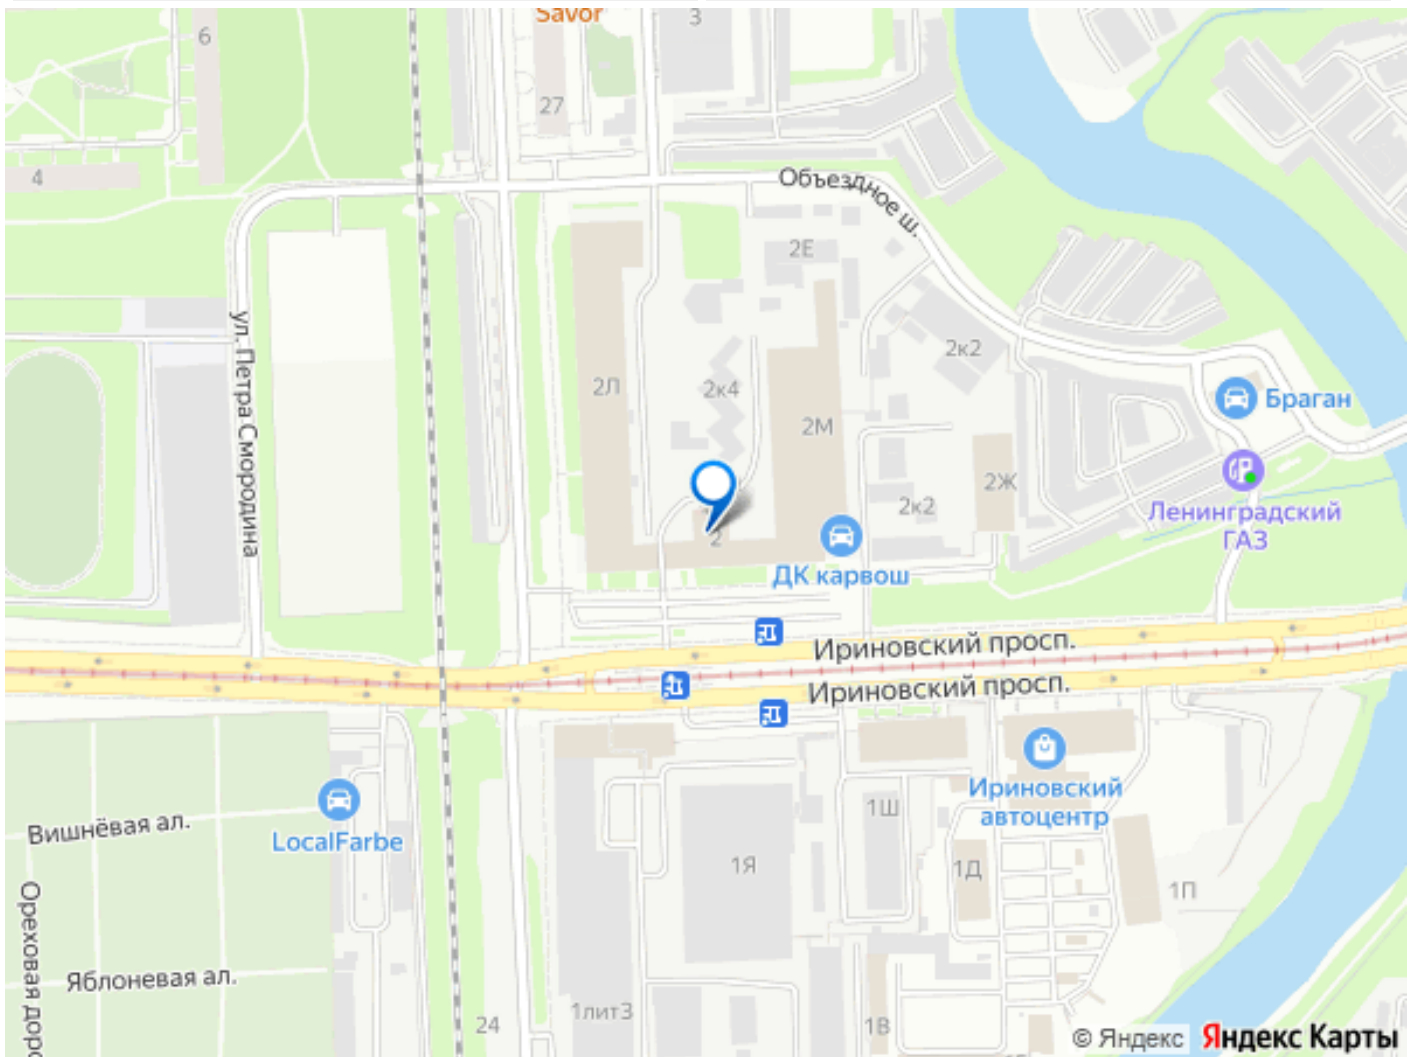 Savor
3
6
27
4
Объездное ш.
2Е
ул. Петра Смородина
2к2
2Л
2к4
Браган
2М
2Ж
2к2
Ленинградский
ГАЗ
2
ДК карвош
Ириновский просп.
Ириновский просп.
Ириновский
автоцентр
1Ш
Вишнёвая ал.
LocalFarbe
1Я
1Д
1П
Ореховая доро
Яблоневая ал.
1лит3
24
1В
© Яндекс Яндекс Карты